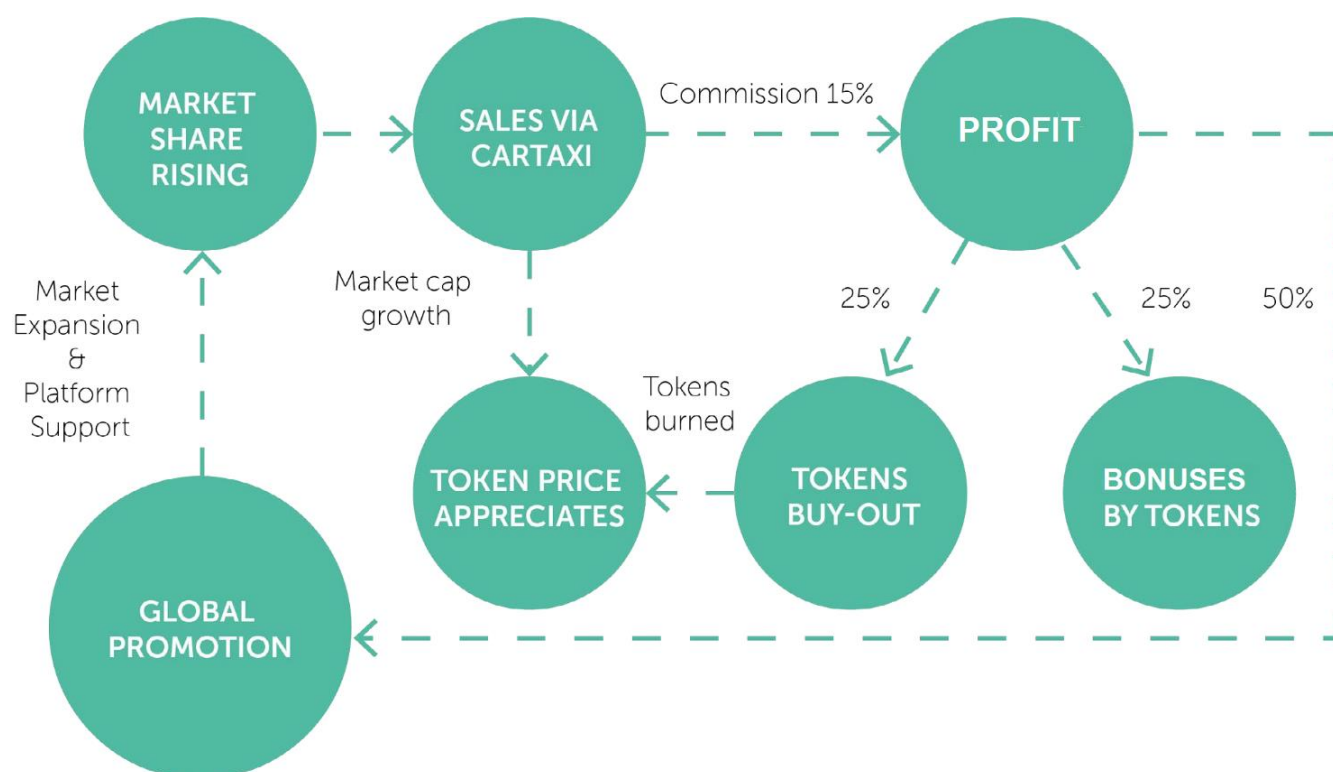 MARKET
SHARE
RISING
SALES VIA
CARTAXI
Commission 15%
PROFIT
Market
Expansion
&
Platform
Support
Market cap
growth
25%
25%
50%
Tokens
burned
TOKEN PRICE
APPRECIATES
TOKENS
BUY-OUT
BONUSES
BY TOKENS
GLOBAL
PROMOTION